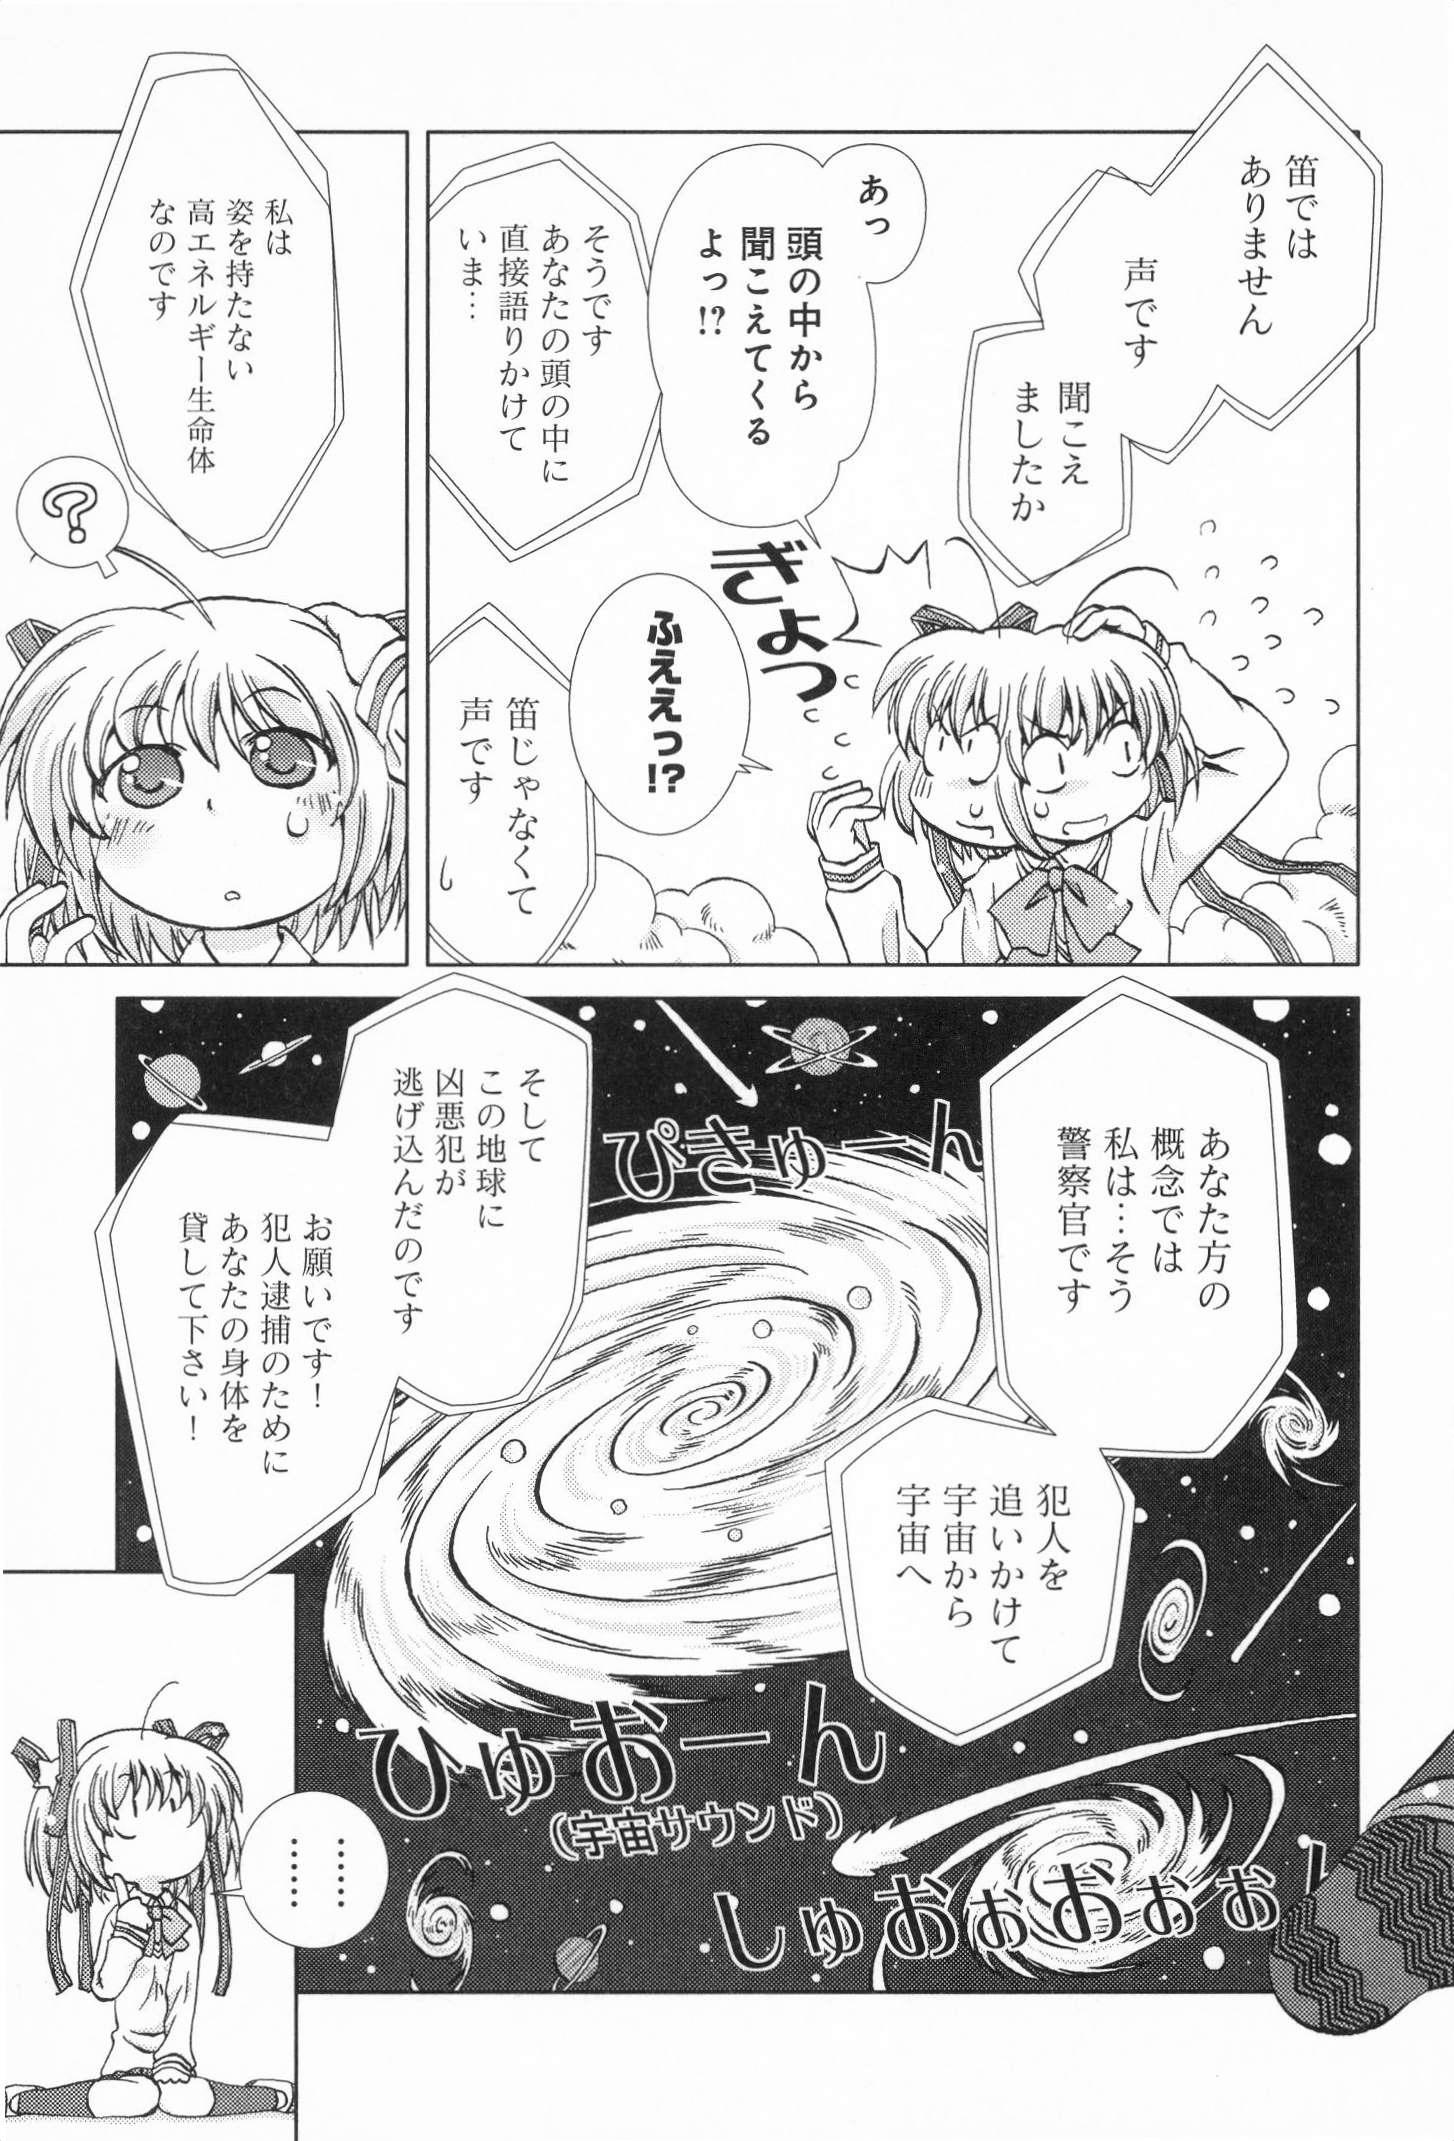 笛では
ありません
声です
聞こえ
ましたか
あっ
頭の中から
聞こえてくる
よっ!?
ぎょっ
そうです
あなたの頭の中に
直接語りかけて
いま…
ふええっ!?
笛じゃなくて
声です
私は
姿を持たない
高エネルギー生命体
なのです
?
あなた方の
概念では
私は…そう
警察官です
犯人を
追いかけて
宇宙から
宇宙へ
ぴきゅーーん
そして
この地球に
凶悪犯が
逃げ込んだのです
お願いです!
犯人逮捕のために
あなたの身体を
貸して下さい!
ひゅおーーん
(宇宙サウンド)
しゅおぉおぉぉ!
………
………